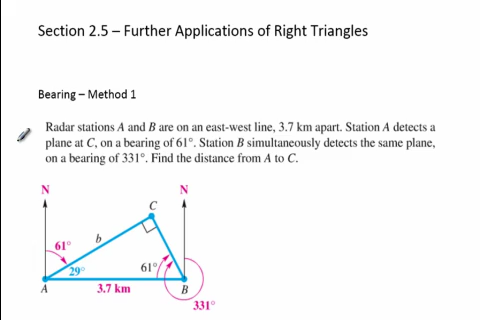 Section 2.5 – Further Applications of Right Triangles
Bearing – Method 1
Radar stations A and B are on an east-west line, 3.7 km apart. Station A detects a
plane at C, on a bearing of 61°. Station B simultaneously detects the same plane,
on a bearing of 331°. Find the distance from A to C.
N
N
C
b
61°
29°
61°
A
3.7 km
B
331°